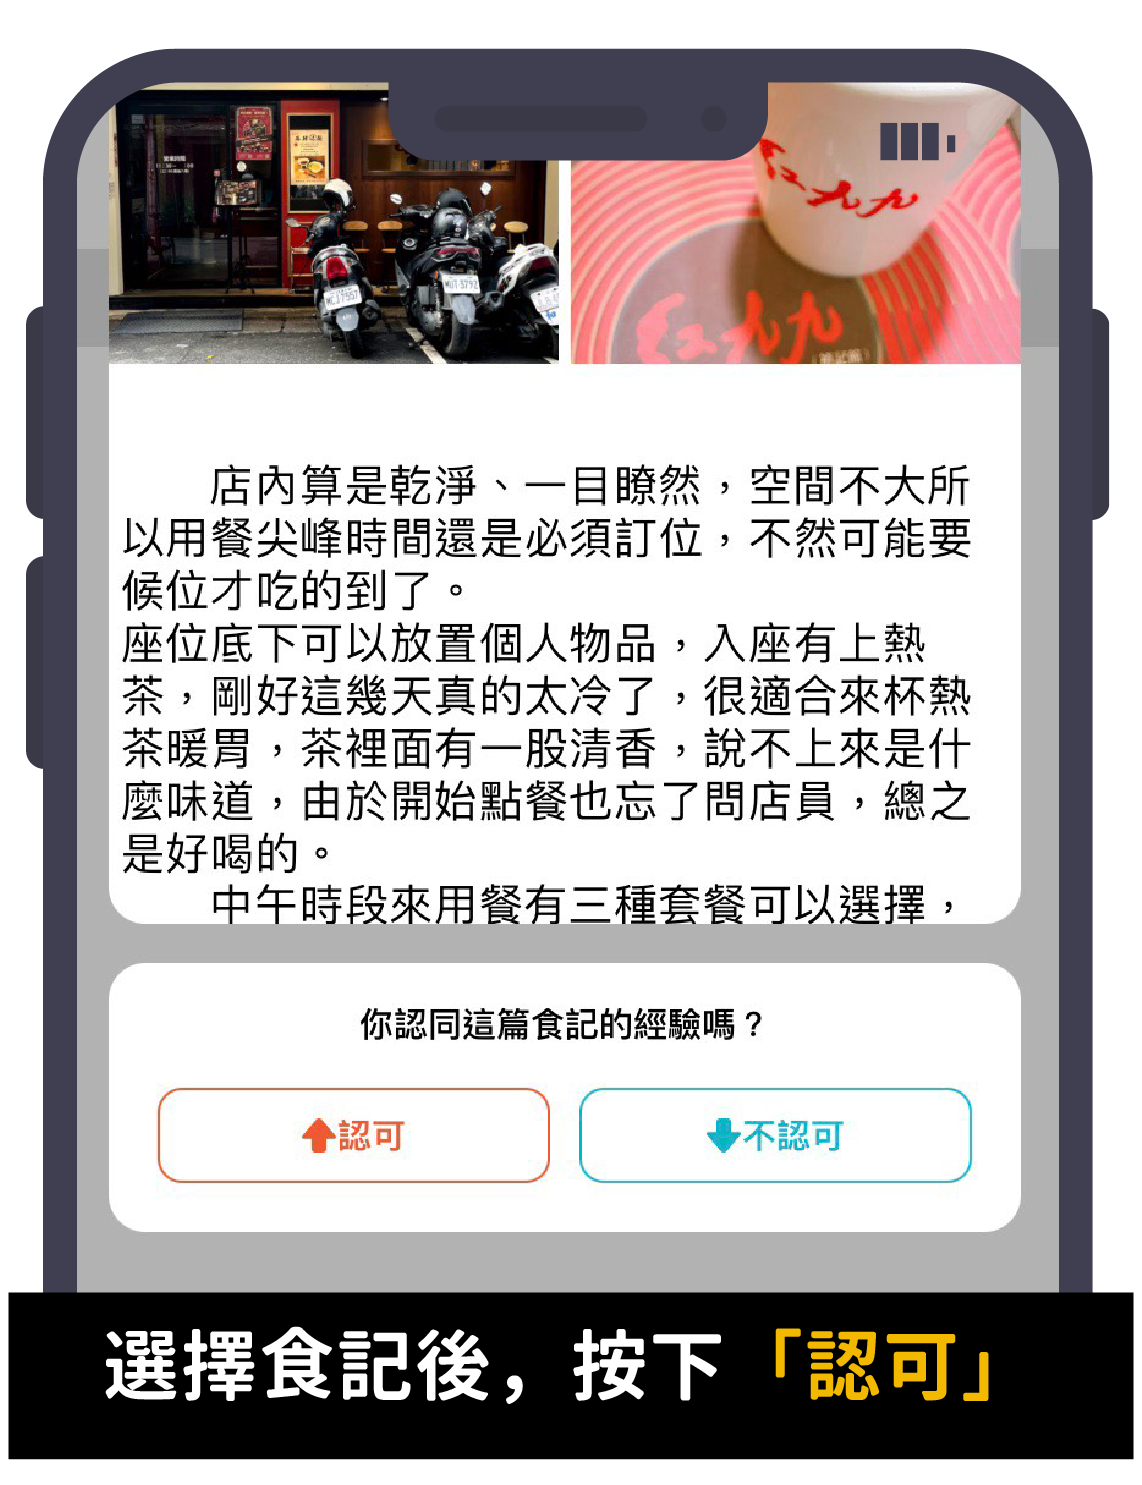 红九九
红九九
店內算是乾淨、一目瞭然，空間不大所
以用餐尖峰時間還是必須訂位，不然可能要
候位才吃的到了。
座位底下可以放置個人物品，入座有上熱
茶，剛好這幾天真的太冷了，很適合來杯熱
茶暖胃，茶裡面有一股清香，說不上來是什
麼味道，由於開始點餐也忘了問店員，總之
是好喝的。
中午時段來用餐有三種套餐可以選擇，
你認同這篇食記的經驗嗎？
認可
不認可
選擇食記後，按下「認可」